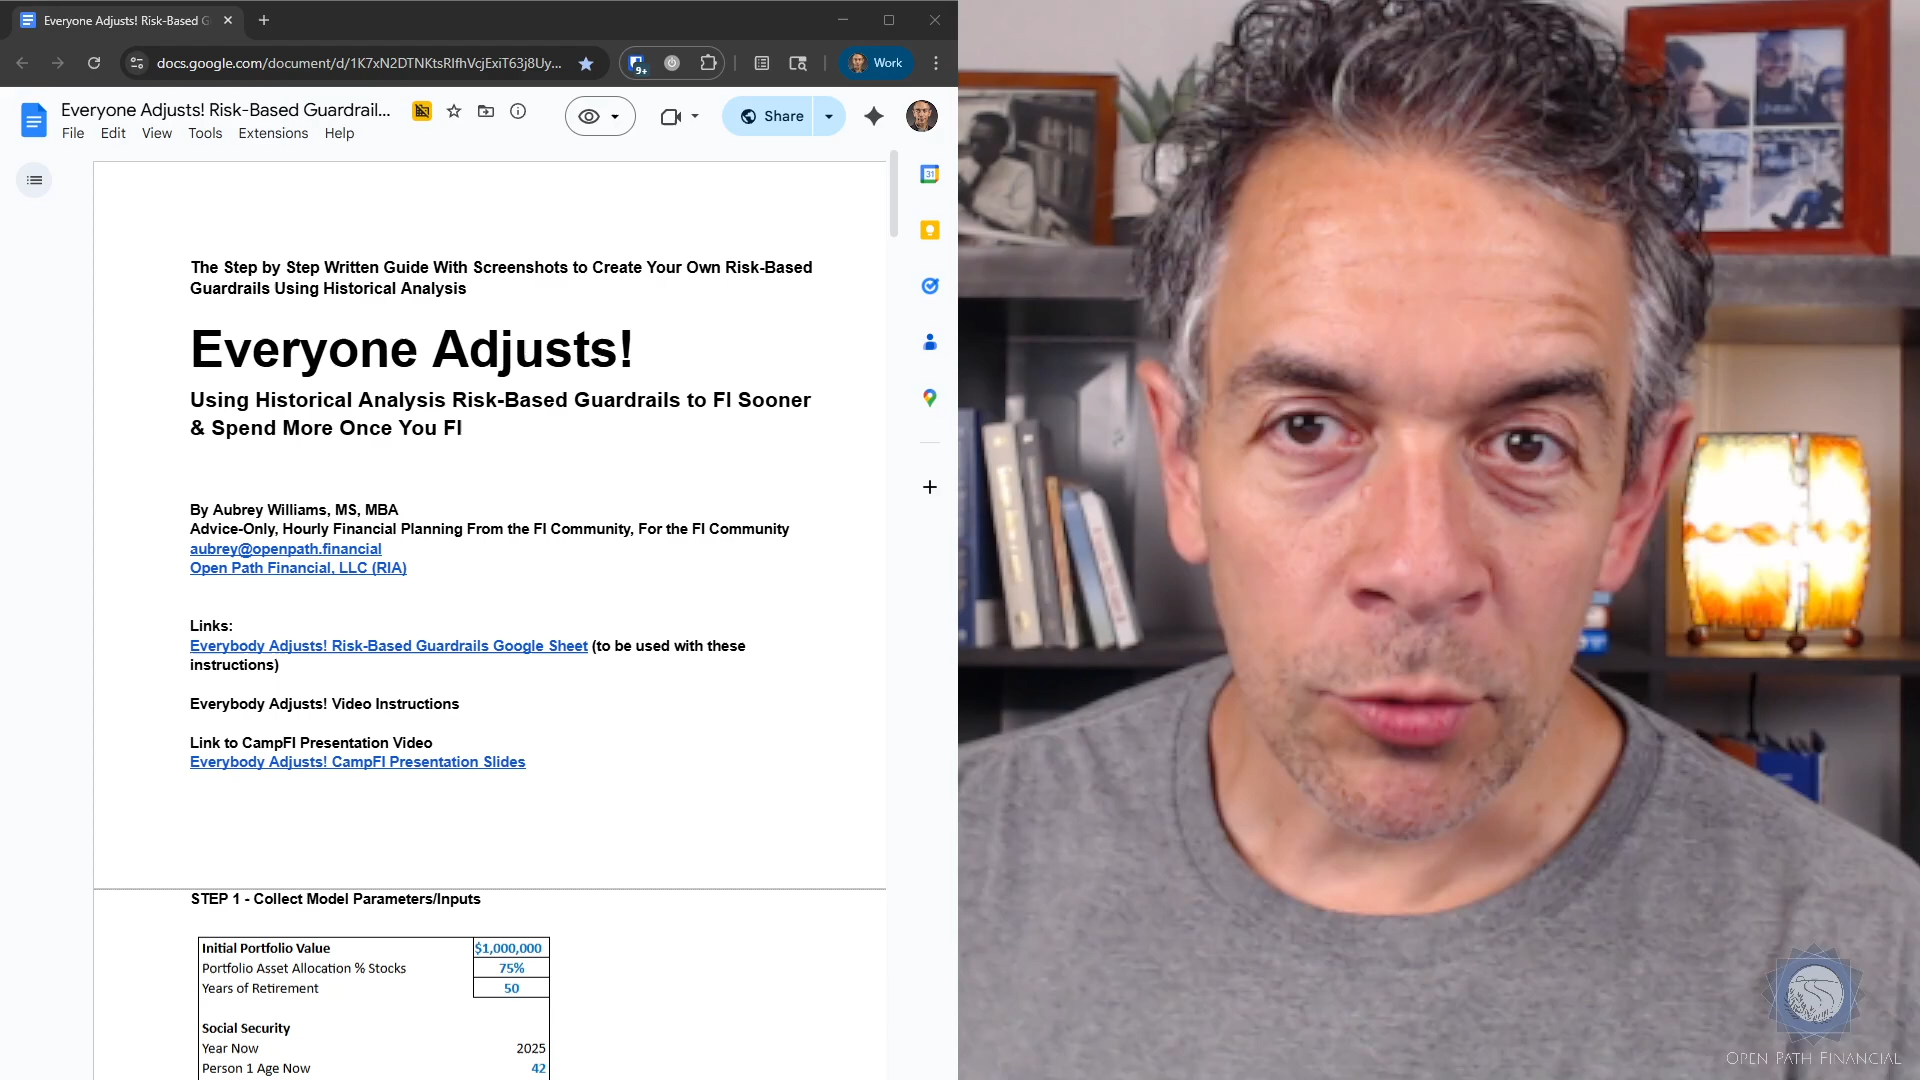 Everyone Adjusts! Risk-Based G
docs.google.com/document/d/1K7xN2DTNKtsRlfhVcjExiT63j8Uy...
9+
Work
Everyone Adjusts! Risk-Based Guardrail...
File Edit View Tools Extensions Help
Share
31
The Step by Step Written Guide With Screenshots to Create Your Own Risk-Based
Guardrails Using Historical Analysis
Everyone Adjusts!
Using Historical Analysis Risk-Based Guardrails to FI Sooner
& Spend More Once You FI
By Aubrey Williams, MS, MBA
Advice-Only, Hourly Financial Planning From the FI Community, For the FI Community
aubrey@openpath.financial
Open Path Financial, LLC (RIA)
Links:
Everybody Adjusts! Risk-Based Guardrails Google Sheet (to be used with these
instructions)
Everybody Adjusts! Video Instructions
Link to CampFI Presentation Video
Everybody Adjusts! CampFI Presentation Slides
STEP 1 - Collect Model Parameters/Inputs
Initial Portfolio Value $1,000,000
Portfolio Asset Allocation % Stocks 75%
Years of Retirement 50
Social Security
Year Now 2025
Person 1 Age Now 42
OPEN PATH FINANCIAL